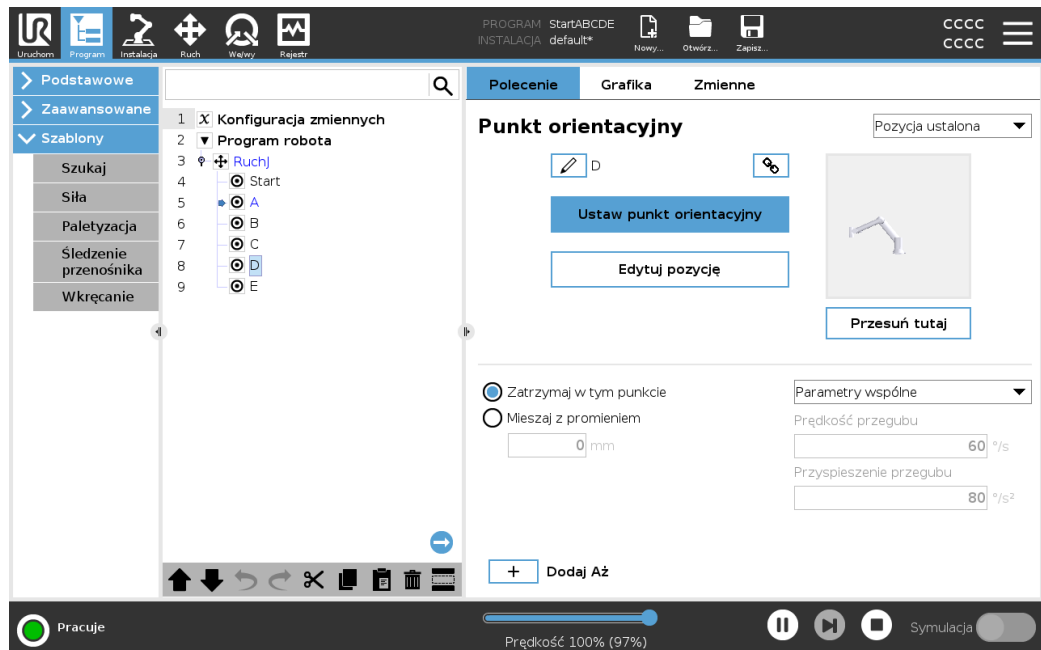 UR
PROGRAM StartABCDE
INSTALACJA default*
CCCC
CCCC
Uruchom Program Instalacja Ruch We/wy Rejestr Nowy... Otwórz... Zapisz...
Podstawowe
Zaawansowane
Szablony
Szukaj
Siła
Paletyzacja
Śledzenie
przenośnika
Wkręcanie
1 X Konfiguracja zmiennych
2 Program robota
3 RuchJ
4 Start
5 A
6 B
7 C
8 D
9 E
Polecenie Grafika Zmienne
Punkt orientacyjny
Pozycja ustalona
D
Ustaw punkt orientacyjny
Edytuj pozycję
Przesuń tutaj
Zatrzymaj w tym punkcie
Mieszaj z promieniem
0 mm
Parametry wspólne
Prędkość przegubu
60 °/s
Przyspieszenie przegubu
80 °/s²
+ Dodaj Aż
Pracuje
Prędkość 100% (97%)
Symulacja